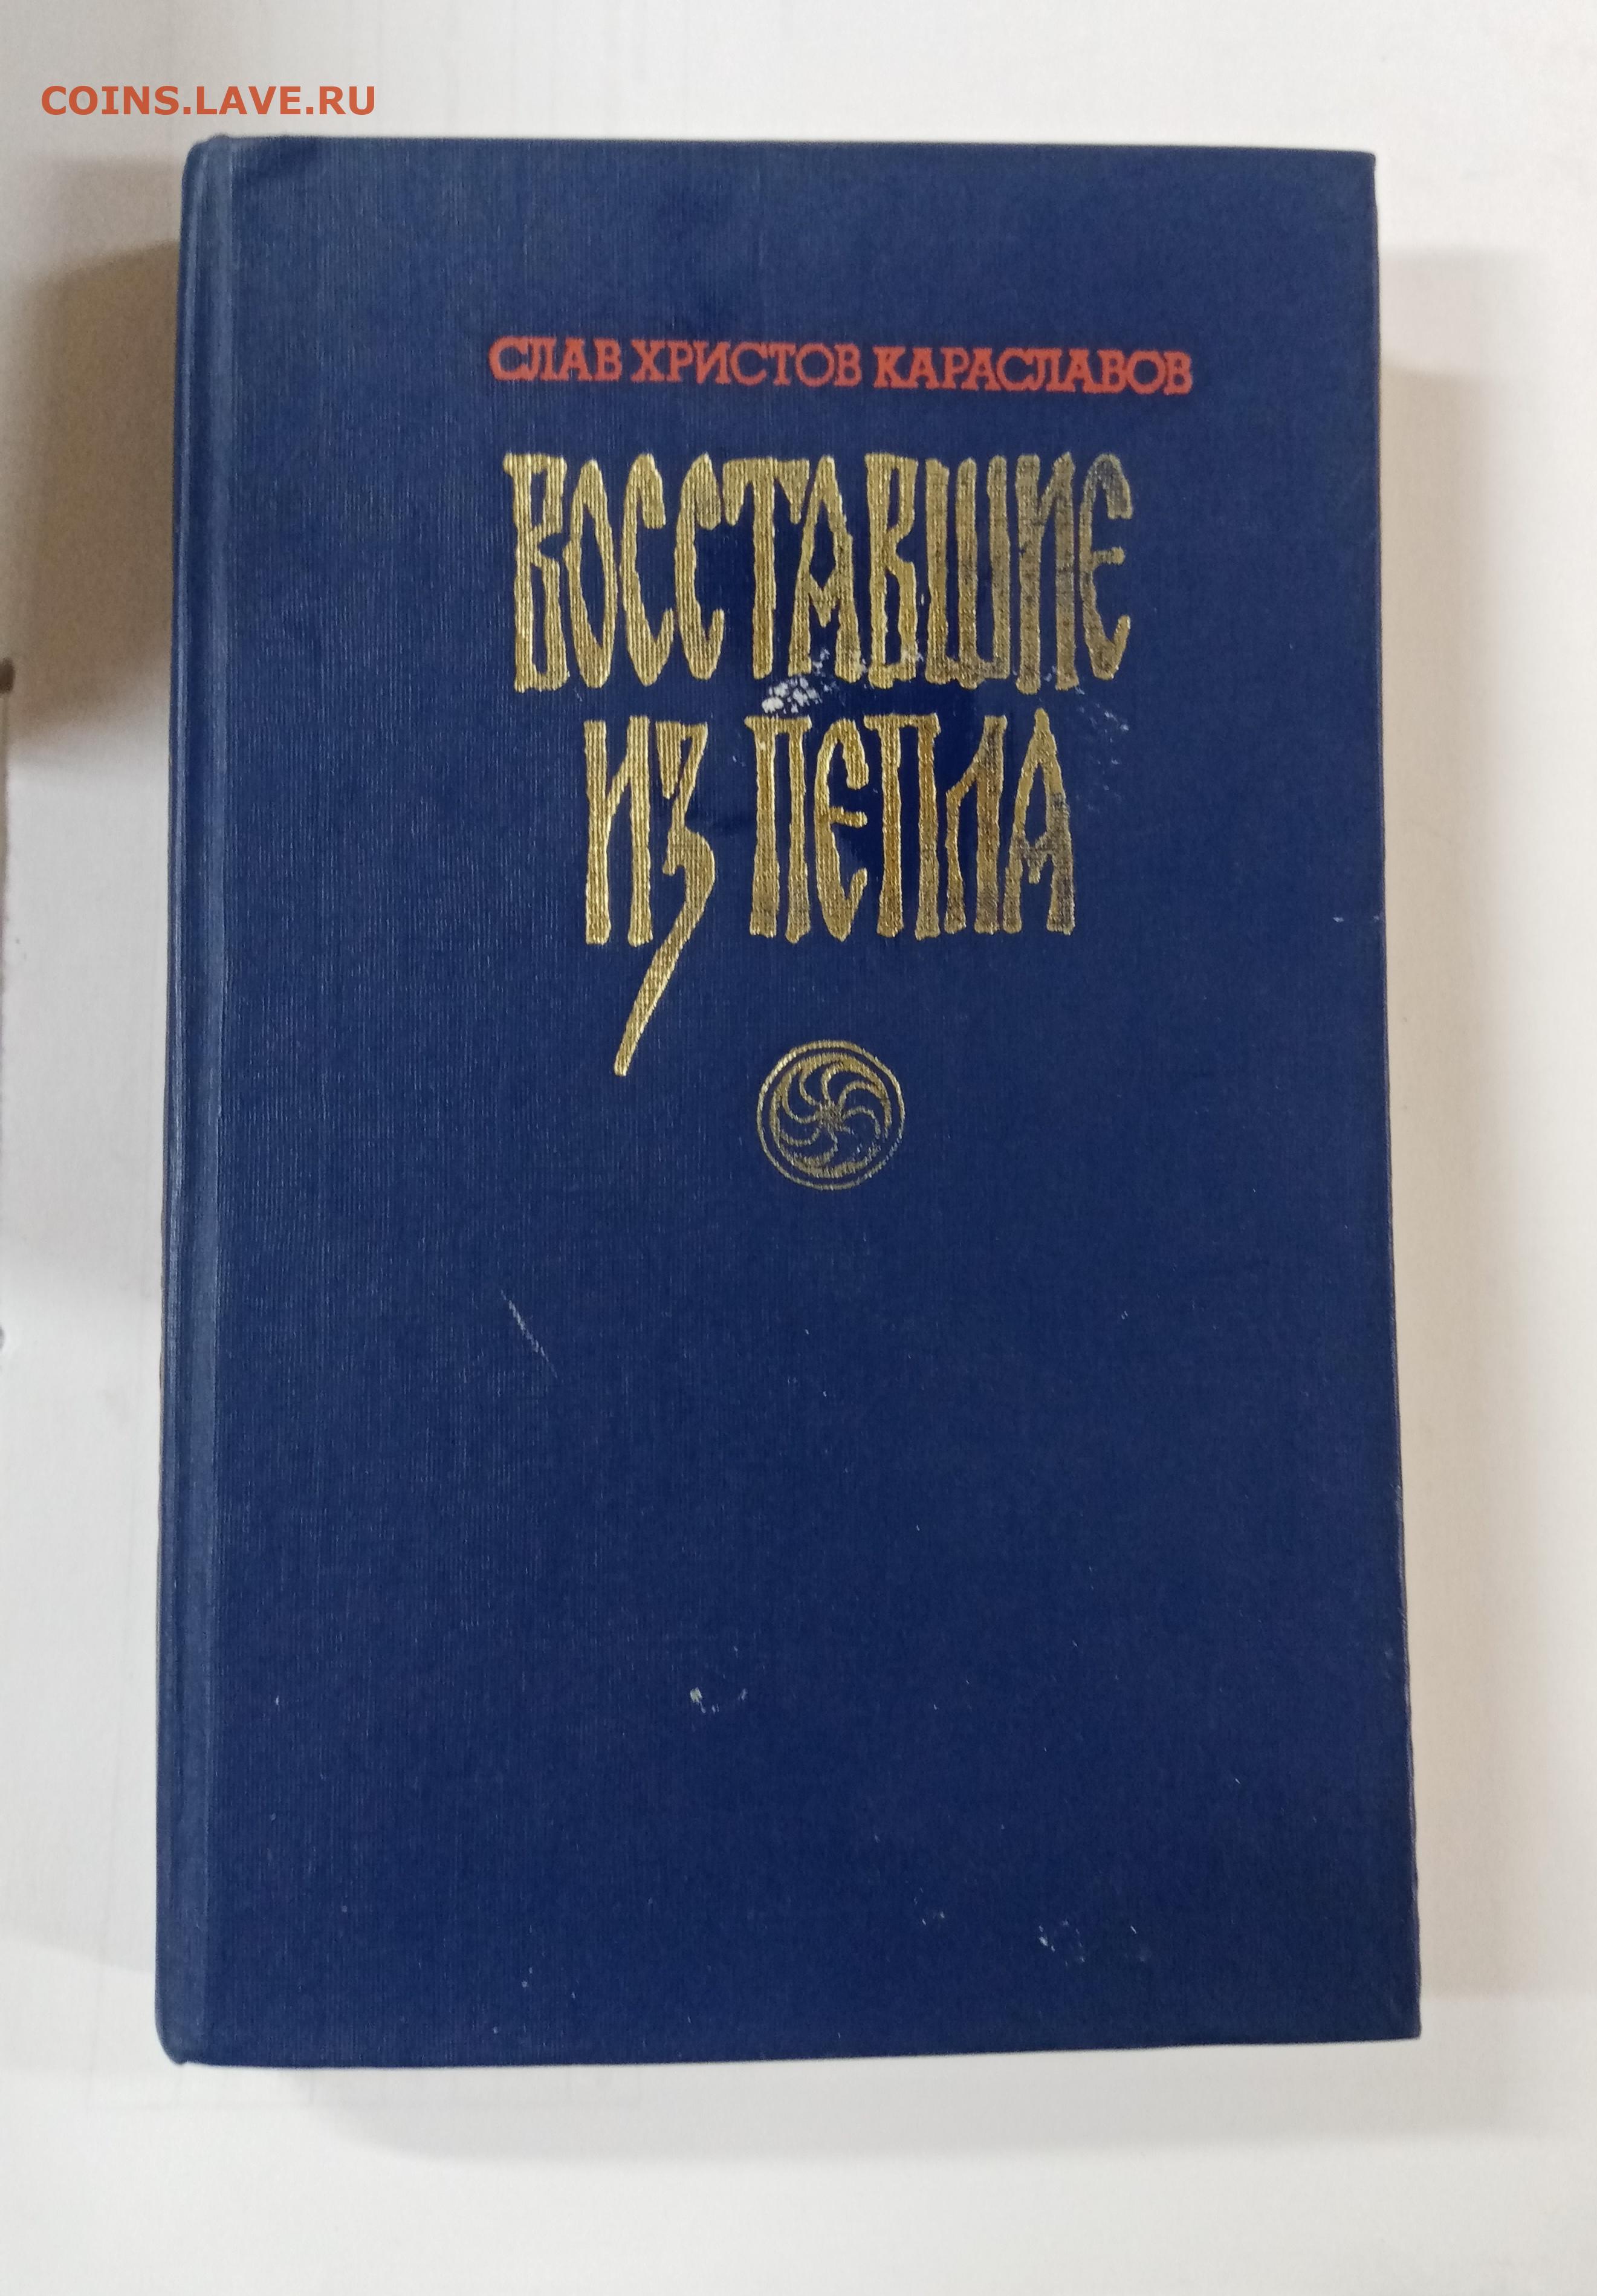 COINS.LAVE.RU
СЛАВ ХРИСТОВ КАРАСЛАВОВ
ВОССТАВШИЕ
ИЗ ПЕПЛА